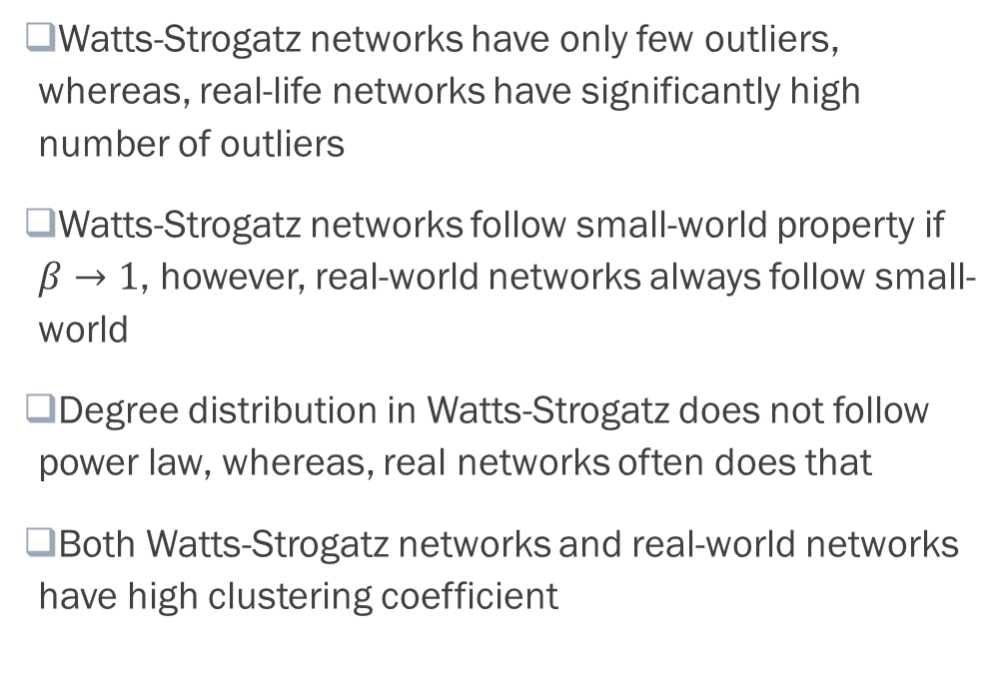 ❑Watts-Strogatz networks have only few outliers,
whereas, real-life networks have significantly high
number of outliers
❑Watts-Strogatz networks follow small-world property if
𝛽 → 1, however, real-world networks always follow small-
world
❑Degree distribution in Watts-Strogatz does not follow
power law, whereas, real networks often does that
❑Both Watts-Strogatz networks and real-world networks
have high clustering coefficient